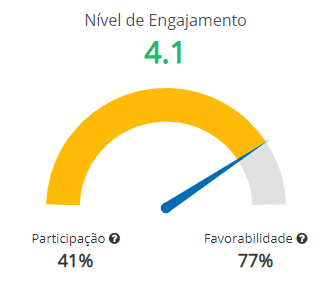 Nível de Engajamento
4.1
Participação ?
Favorabilidade ?
41%
77%